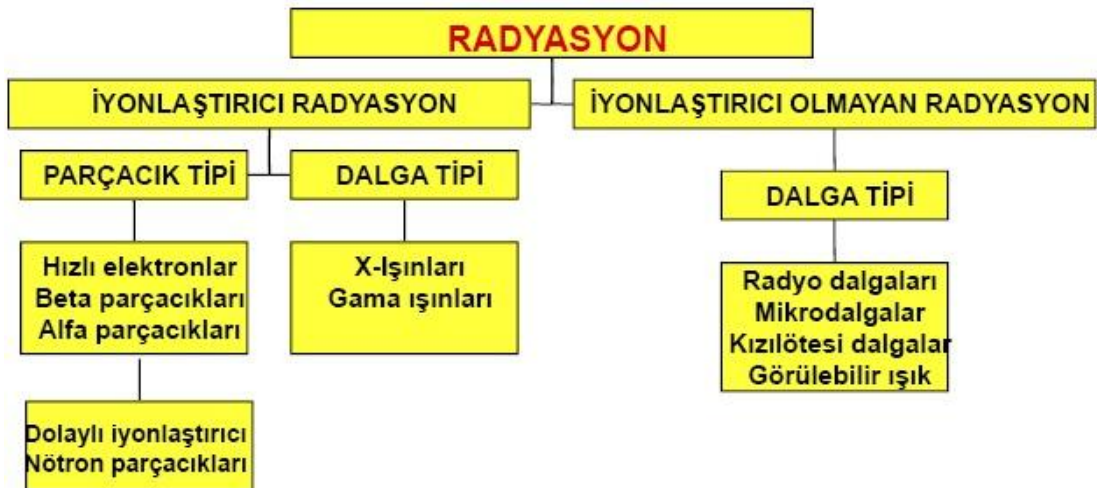 RADYASYON
İYONLAŞTIRICI RADYASYON
İYONLAŞTIRICI OLMAYAN RADYASYON
PARÇACIK TİPİ
DALGA TİPİ
DALGA TİPİ
Hızlı elektronlar
Beta parçacıkları
Alfa parçacıkları
X-Işınları
Gama ışınları
Radyo dalgaları
Mikrodalgalar
Kızılötesi dalgalar
Görülebilir ışık
Dolaylı iyonlaştırıcı
Nötron parçacıkları